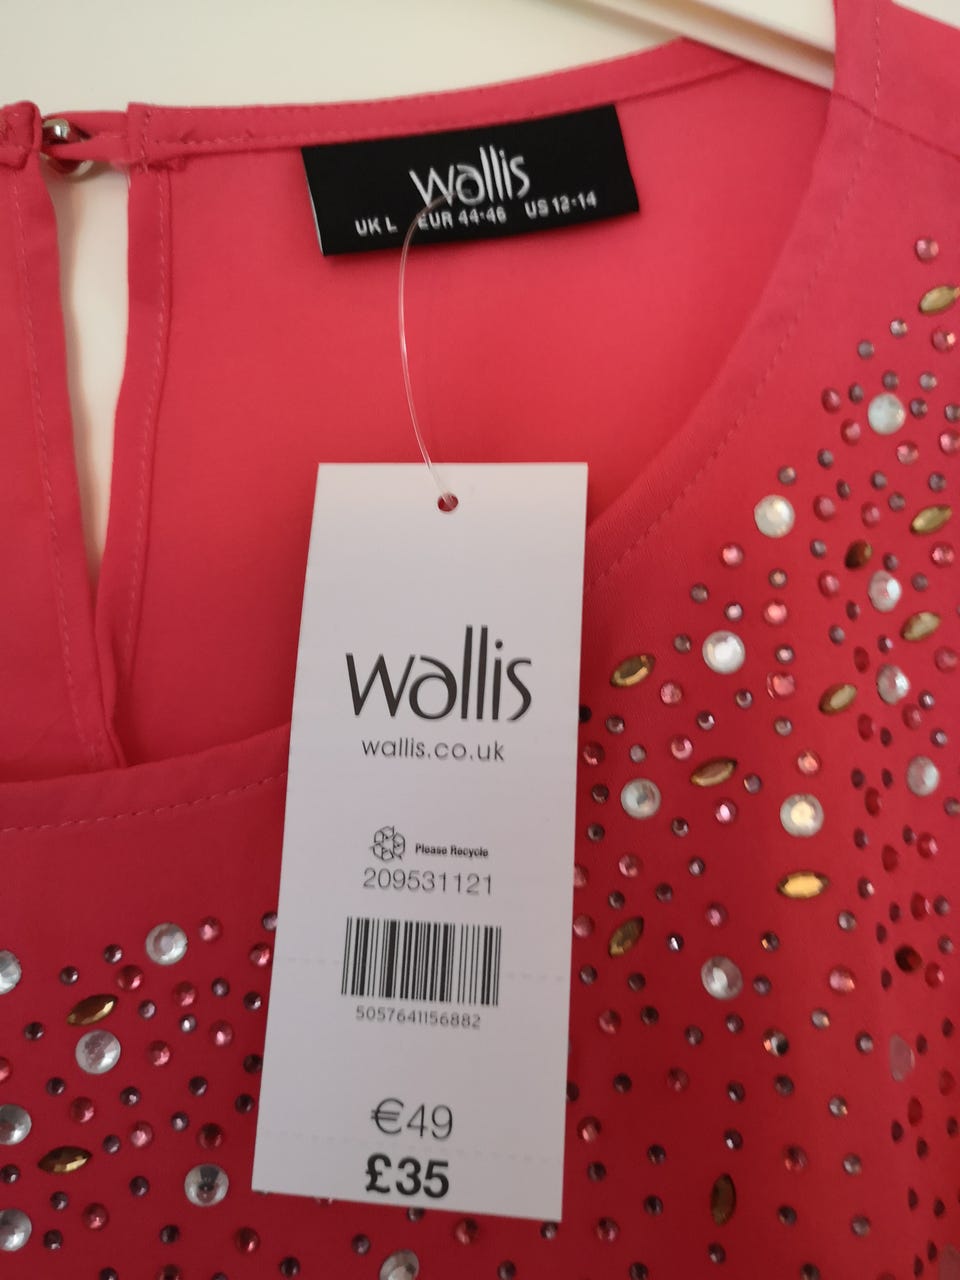 wallis
UK L EUR 44-46 US 12-14
wallis
wallis.co.uk
Please Recycle
209531121
5057641156882
€49
£35